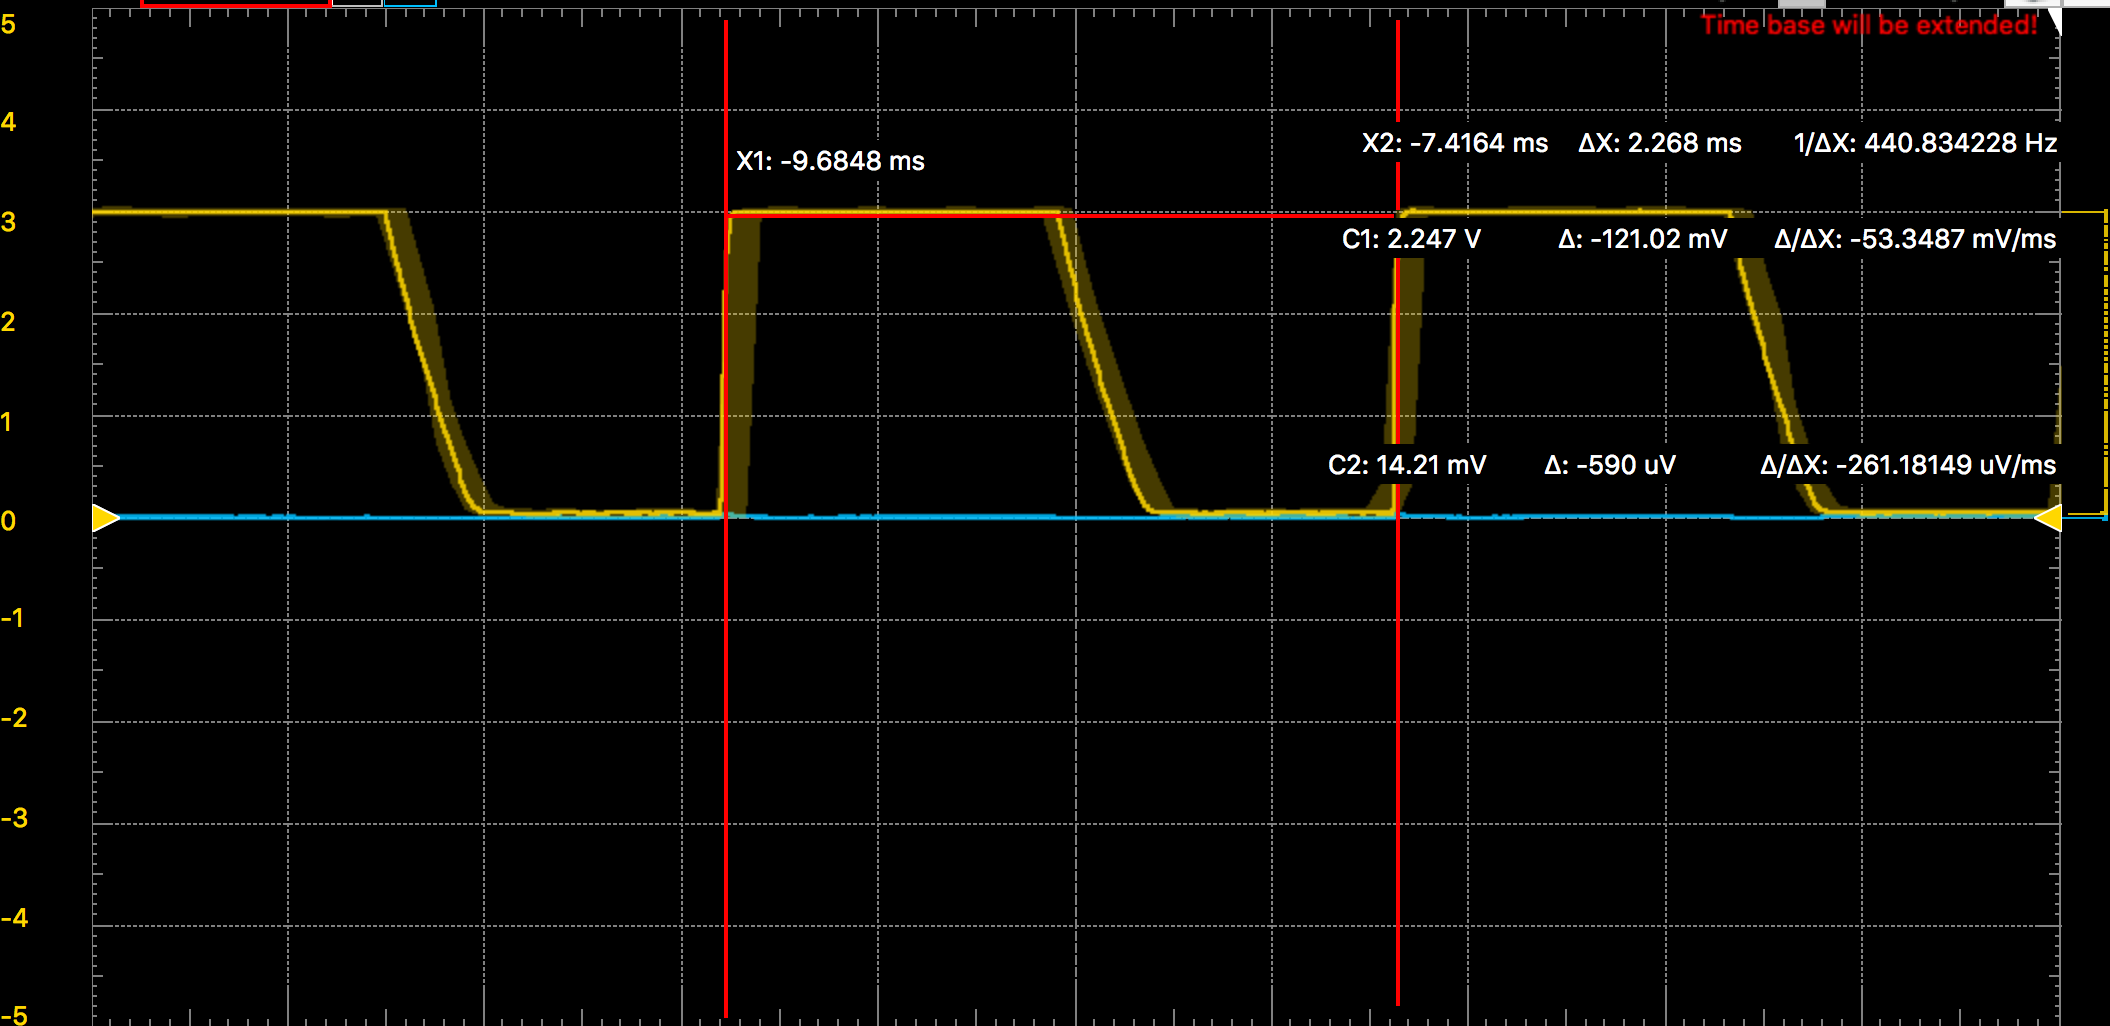 5
Time base will be extended!
4
X2: -7.4164 ms ΔX: 2.268 ms 1/ΔX: 440.834228 Hz
X1: -9.6848 ms
3
C1: 2.247 V Δ: -121.02 mV Δ/ΔX: -53.3487 mV/ms
2
1
C2: 14.21 mV Δ: -590 uV Δ/ΔX: -261.18149 uV/ms
0
-1
-2
-3
-4
-5